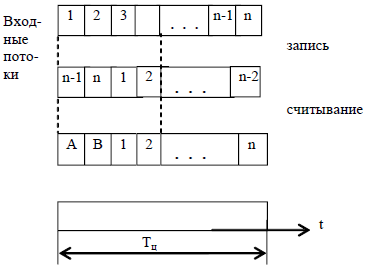 1 2 3 . . . n-1 n
Вход-
ные
пото-
ки
запись
n-1 n 1 2 . . . n-2
считывание
A B 1 2 . . . n
t
Tц